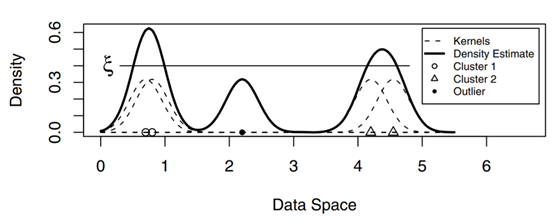 Density
0.6
0.3
0.0
ξ
Kernels
Density Estimate
Cluster 1
Cluster 2
Outlier
0 1 2 3 4 5 6
Data Space